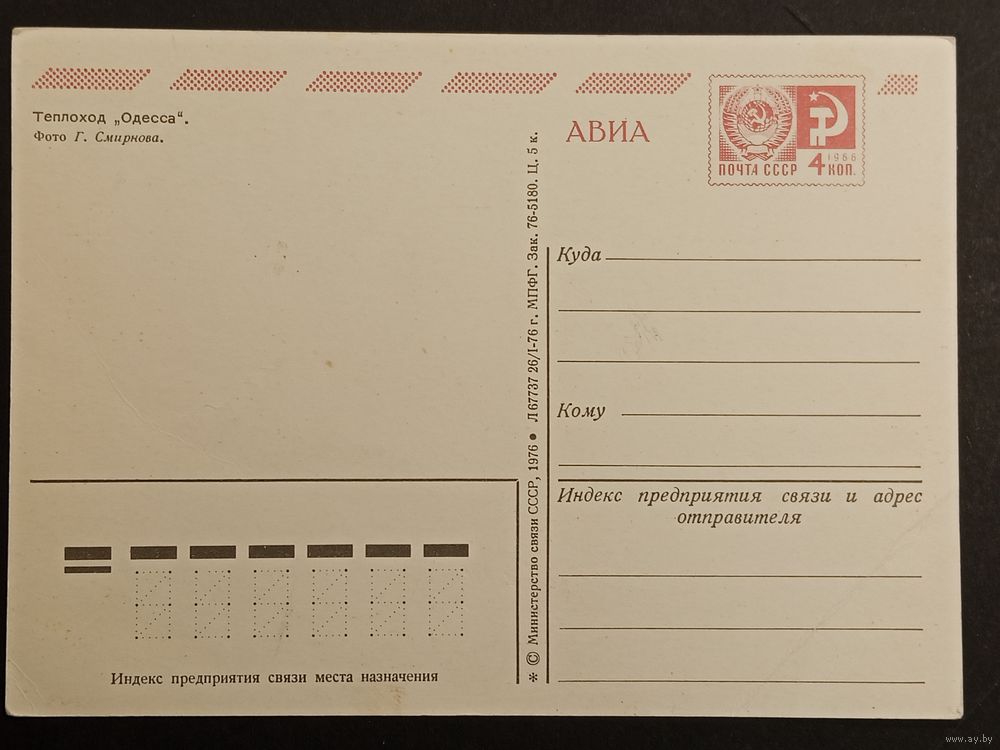 Теплоход „Одесса“.
Фото Г. Смирнова.
АВИА
ПОЧТА СССР
1966
4 КОП.
✶ © Министерство связи СССР, 1976 ● Л 67737 26/I-76 г. МПФГ. Зак. 76-5180. Ц. 5 к.
Куда
Кому
Индекс предприятия связи и адрес
отправителя
Индекс предприятия связи места назначения
www.ay.by